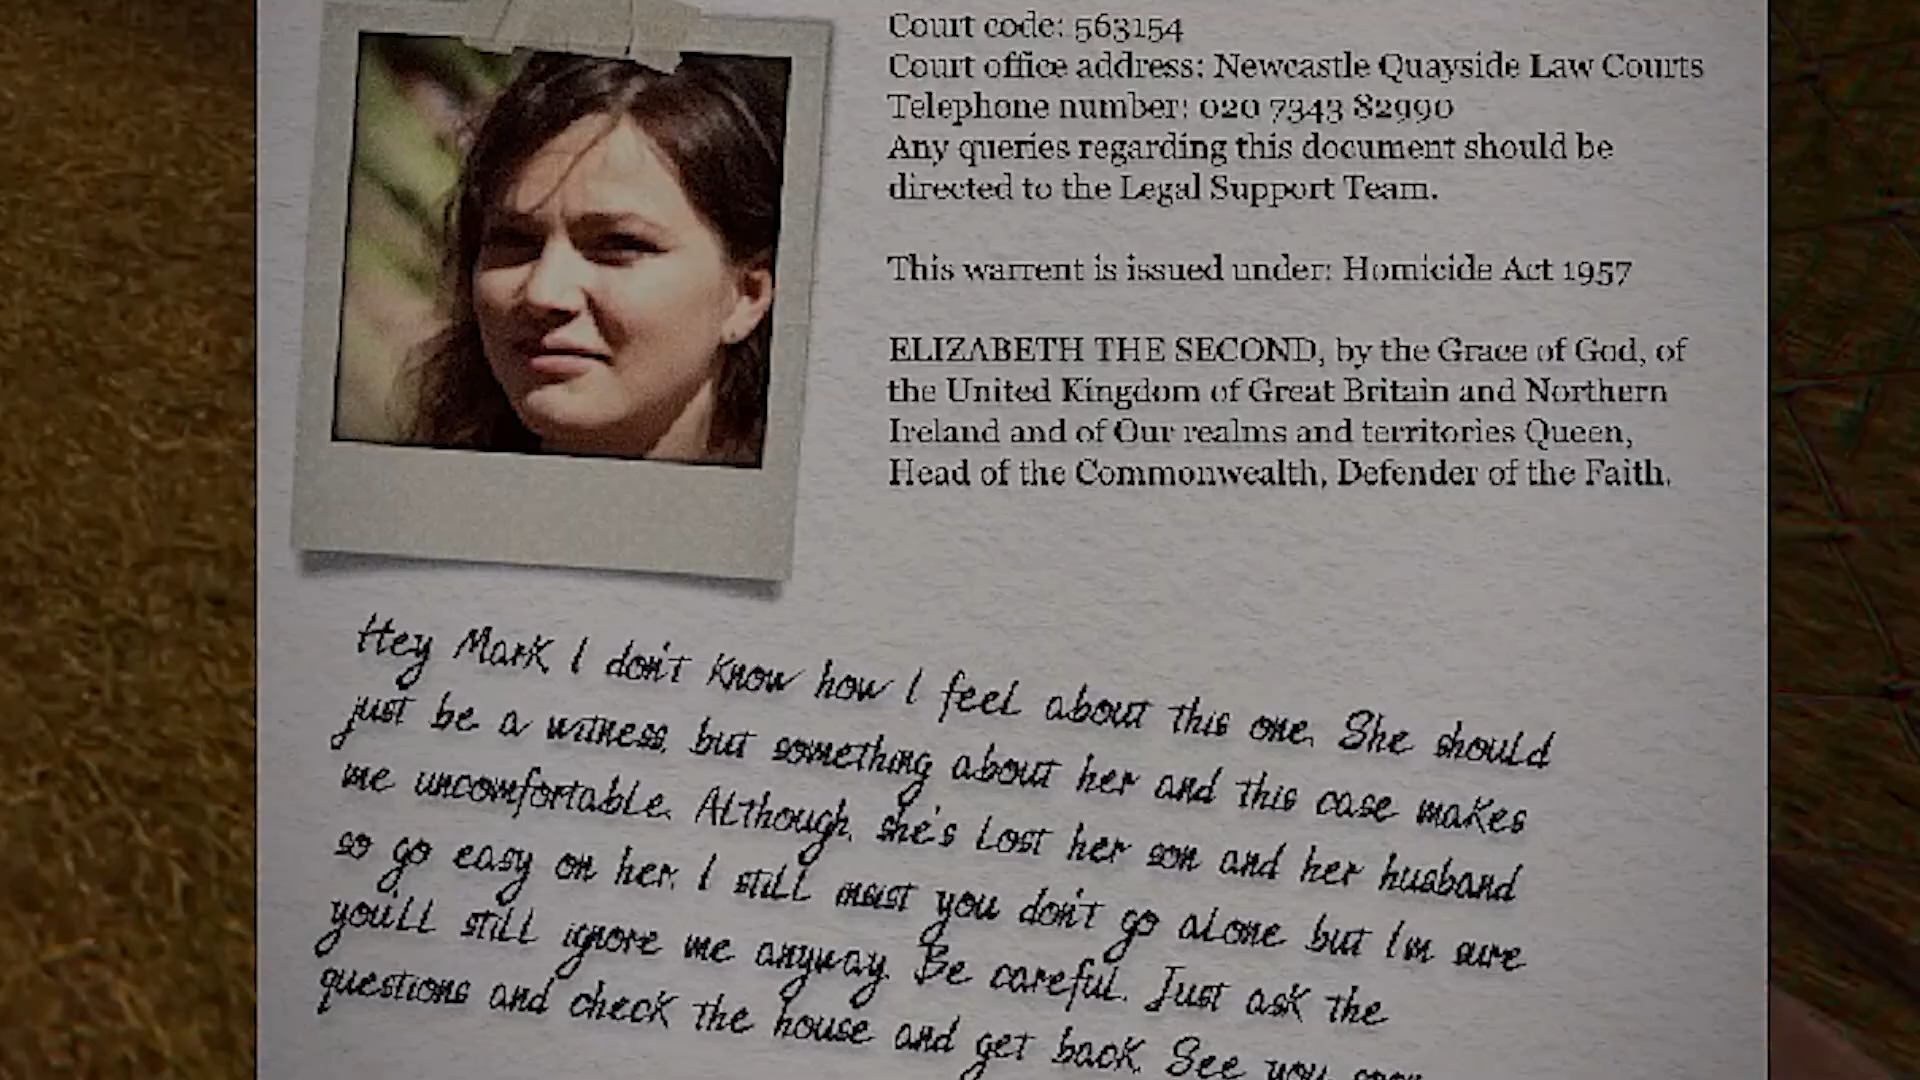 Court code: 563154
Court office address: Newcastle Quayside Law Courts
Telephone number: 020 7343 82990
Any queries regarding this document should be
directed to the Legal Support Team.
This warrent is issued under: Homicide Act 1957
ELIZABETH THE SECOND, by the Grace of God, of
the United Kingdom of Great Britain and Northern
Ireland and of Our realms and territories Queen,
Head of the Commonwealth, Defender of the Faith.
Hey Mark, I don't know how I feel about this one. She should
just be a witness, but something about her and this case makes
me uncomfortable. Although, she's lost her son and her husband
so go easy on her. I still insist you don't go alone but I'm sure
you'll still ignore me anyway. Be careful. Just ask the
questions and check the house and get back. See you soon